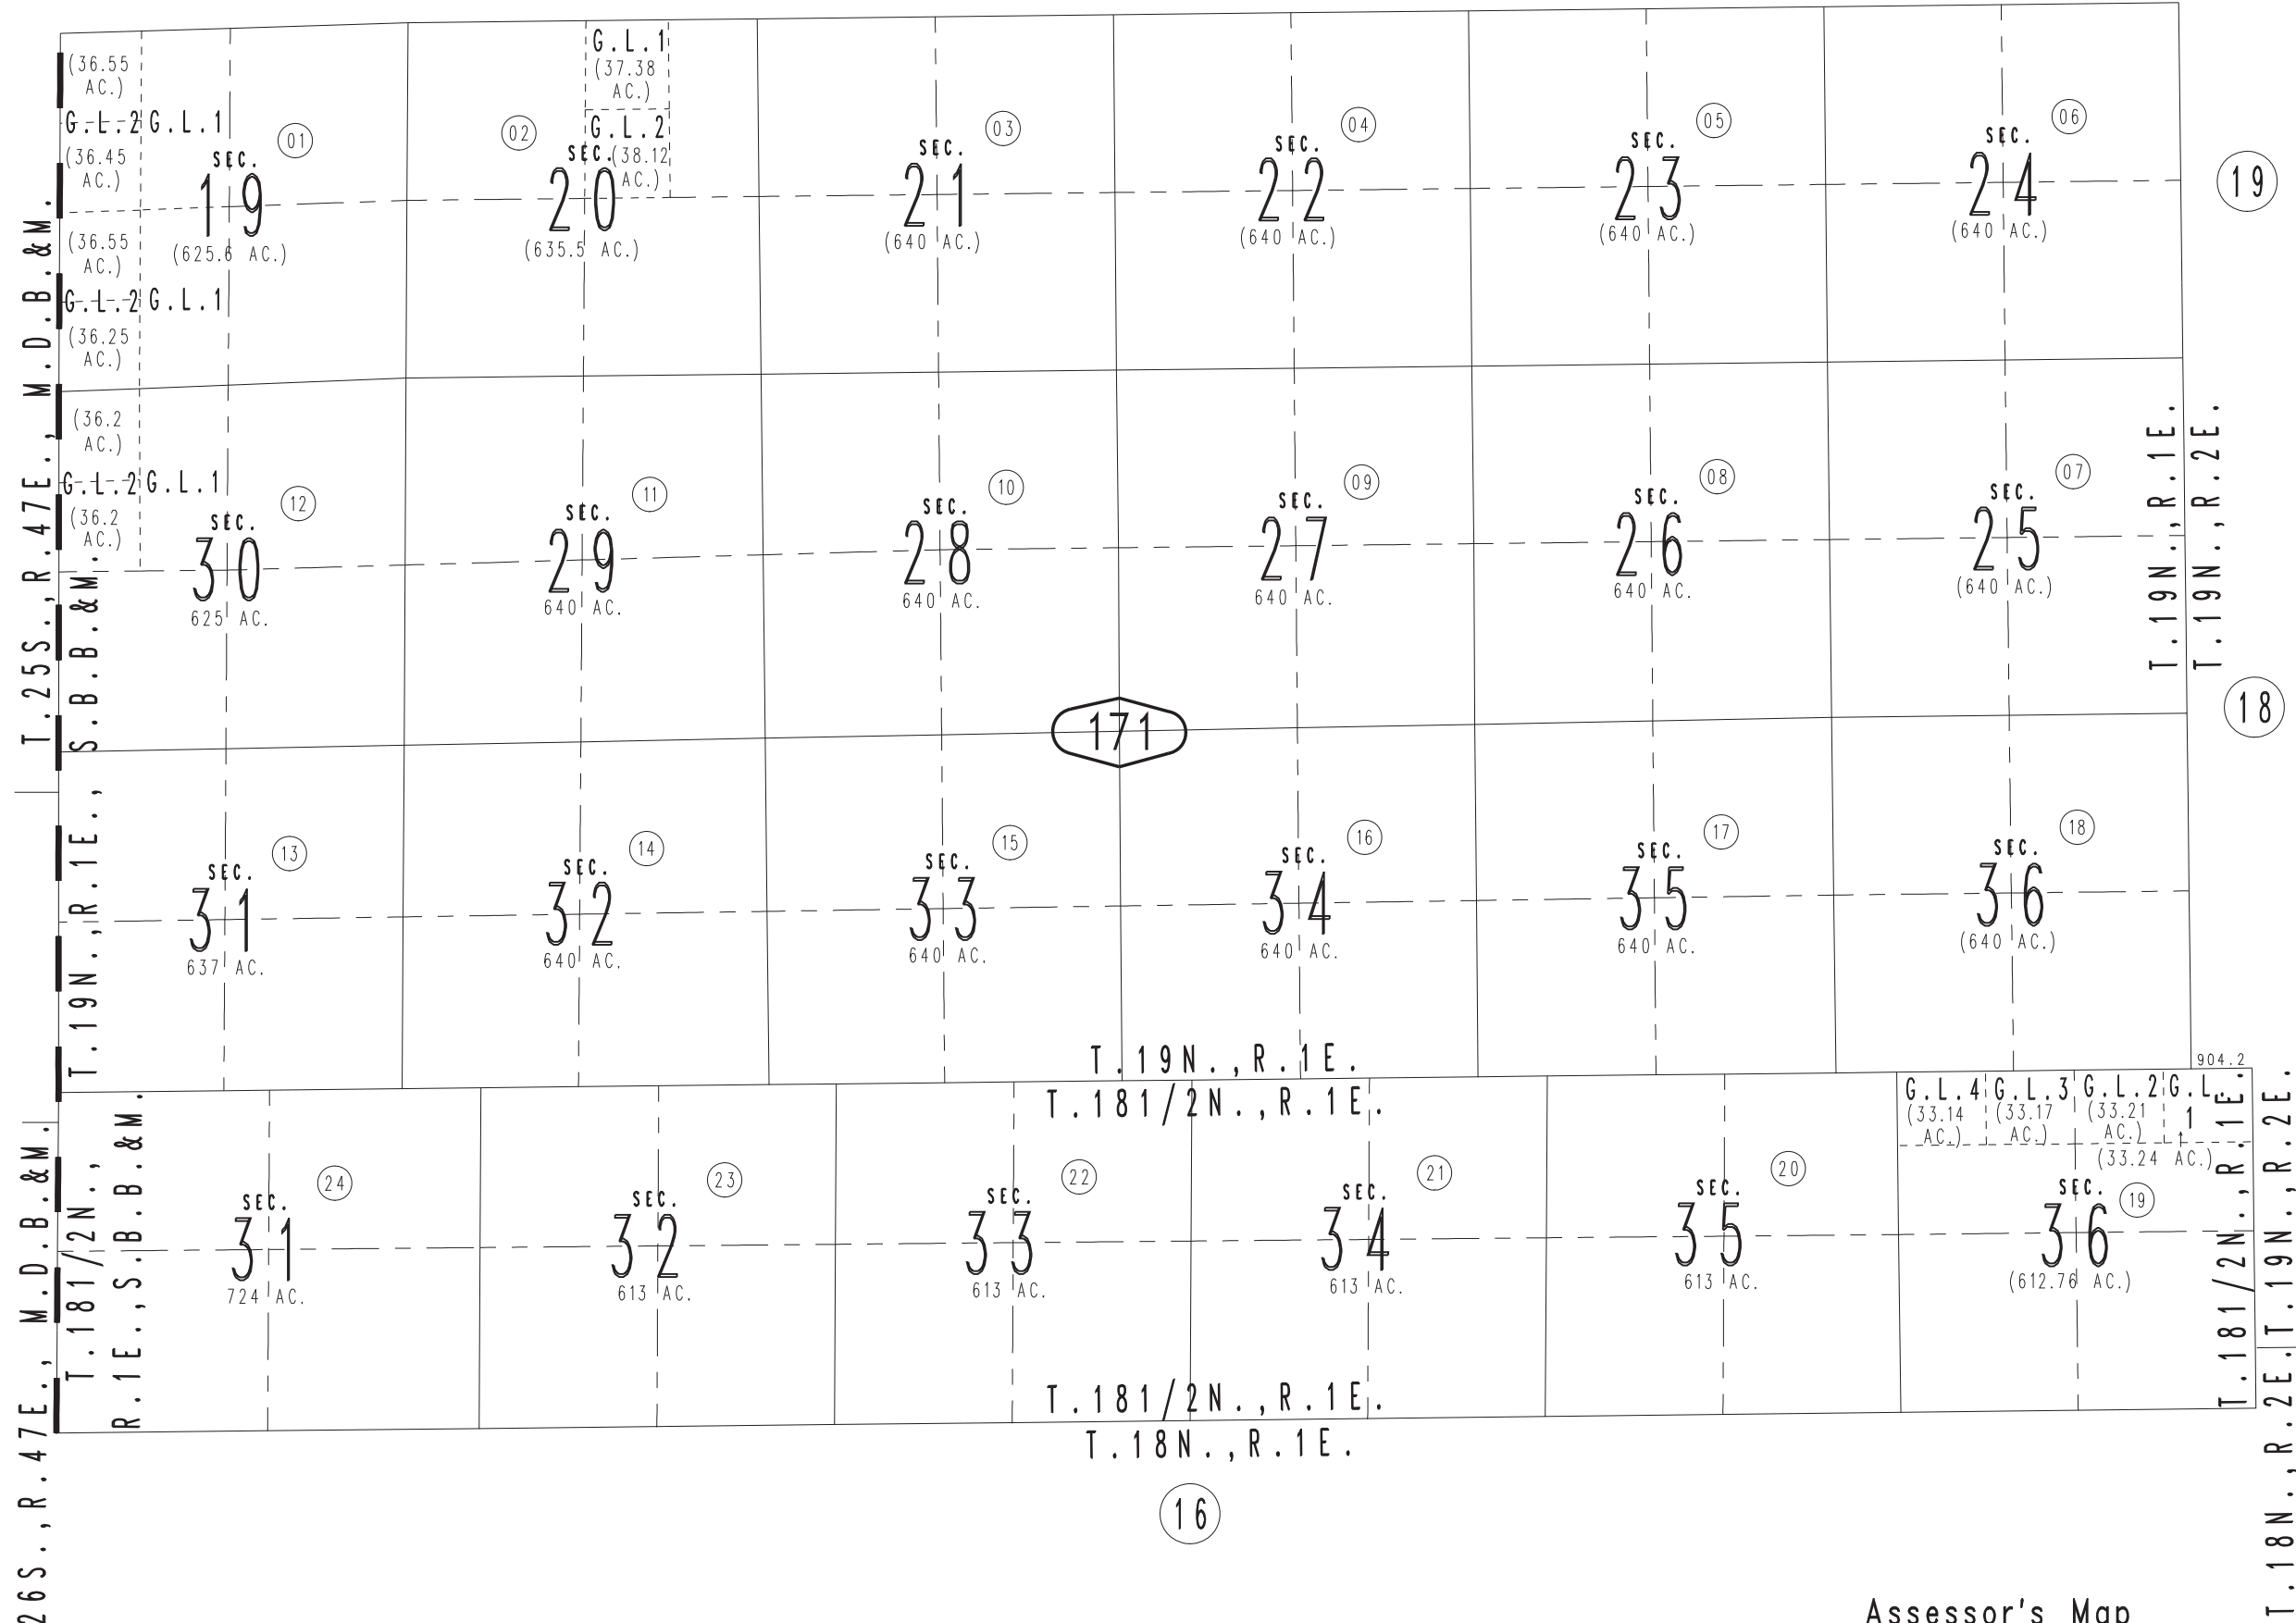 G.L.1
(37.38
AC.)
G.L.2
(38.12
AC.)
(36.55
AC.)
G.L.2 G.L.1
(36.45
AC.)
(36.55
AC.)
G.L.2 G.L.1
(36.25
AC.)
SEC.
19
(625.6 AC.)
01
02
SEC.
20
(635.5 AC.)
SEC.
21
(640 AC.)
03
SEC.
22
(640 AC.)
04
SEC.
23
(640 AC.)
05
SEC.
24
(640 AC.)
06
19
(36.2
AC.)
G.L.2 G.L.1
(36.2
AC.)
SEC.
30
625 AC.
12
SEC.
29
640 AC.
11
SEC.
28
640 AC.
10
SEC.
27
640 AC.
09
SEC.
26
640 AC.
08
SEC.
25
(640 AC.)
07
T.19N.,R.1E.
T.19N.,R.2E.
18
171
T.25S.,R.47E., M.D.B.&M.
T.19N.,R.1E., S.B.B.&M.
SEC.
31
637 AC.
13
SEC.
32
640 AC.
14
SEC.
33
640 AC.
15
SEC.
34
640 AC.
16
SEC.
35
640 AC.
17
SEC.
36
(640 AC.)
18
T.19N.,R.1E.
T.181/2N.,R.1E.
904.2
G.L.4 G.L.3 G.L.2 G.L.
1
(33.14
AC.)
(33.17
AC.)
(33.21
AC.)
(33.24 AC.)
SEC.
31
724 AC.
24
SEC.
32
613 AC.
23
SEC.
33
613 AC.
22
SEC.
34
613 AC.
21
SEC.
35
613 AC.
20
SEC.
36
(612.76 AC.)
19
26S.,R.47E., M.D.B.&M.
T.181/2N.,
R.1E.,S.B.B.&M.
T.181/2N.,R.1E.
T.18N.,R.2E. T.19N.,R.2E.
T.181/2N.,R.1E.
T.18N.,R.1E.
16
Assessor's Map